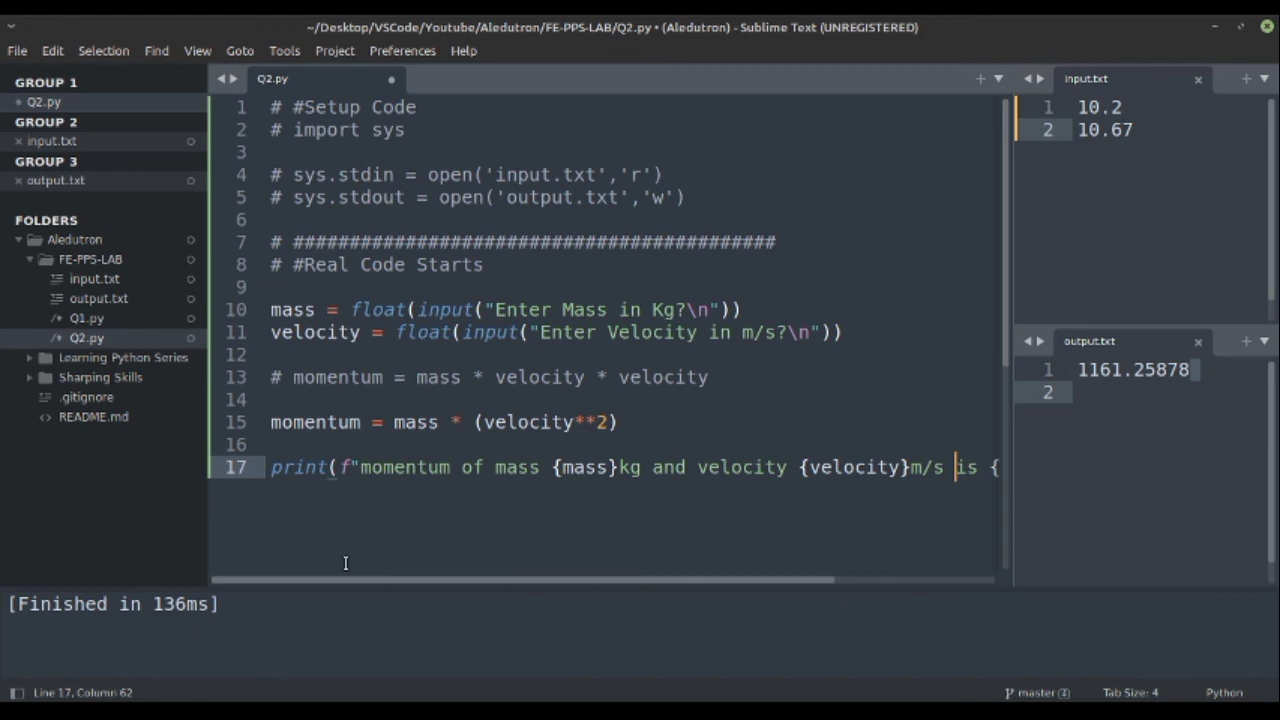 ~/Desktop/VSCode/Youtube/Aledutron/FE-PPS-LAB/Q2.py • (Aledutron) - Sublime Text (UNREGISTERED)
File Edit Selection View Goto Tools Project Preferences Help
GROUP 1
Q2.py
GROUP 2
input.txt
GROUP 3
output.txt
FOLDERS
Aledutron
FE-PPS-LAB
input.txt
output.txt
Q1.py
Q2.py
Learning Python Series
Sharping Skills
.gitignore
README.md
Q2.py
1 # #Setup Code
2 # import sys
3
4 # sys.stdin = open('input.txt','r')
5 # sys.stdout = open('output.txt','w')
6
7 # ###########################################
8 # #Real Code Starts
9
10 mass = float(input("Enter Mass in Kg?\n"))
11 velocity = float(input("Enter Velocity in m/s?\n"))
12
13 # momentum = mass * velocity * velocity
14
15 momentum = mass * (velocity**2)
16
17 print(f"momentum of mass {mass}kg and velocity {velocity}m/s is {
input.txt
1 10.2
2 10.67
output.txt
1 1161.25878
2
[Finished in 136ms]
Line 17, Column 62
master (4)
Tab Size: 4
Python